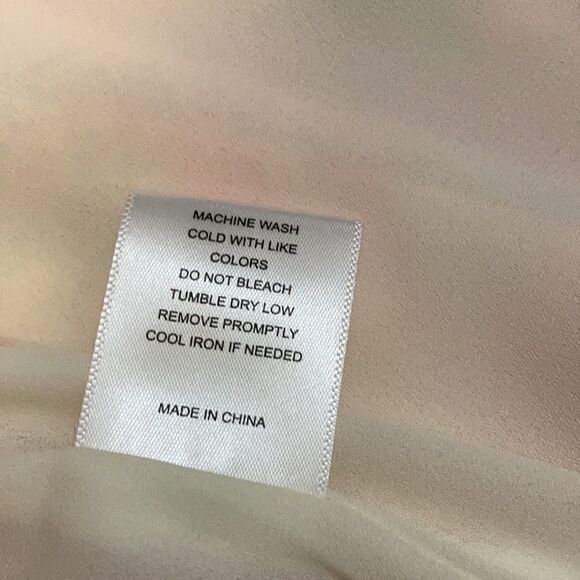 MACHINE WASH
COLD WITH LIKE
COLORS
DO NOT BLEACH
TUMBLE DRY LOW
REMOVE PROMPTLY
COOL IRON IF NEEDED
MADE IN CHINA